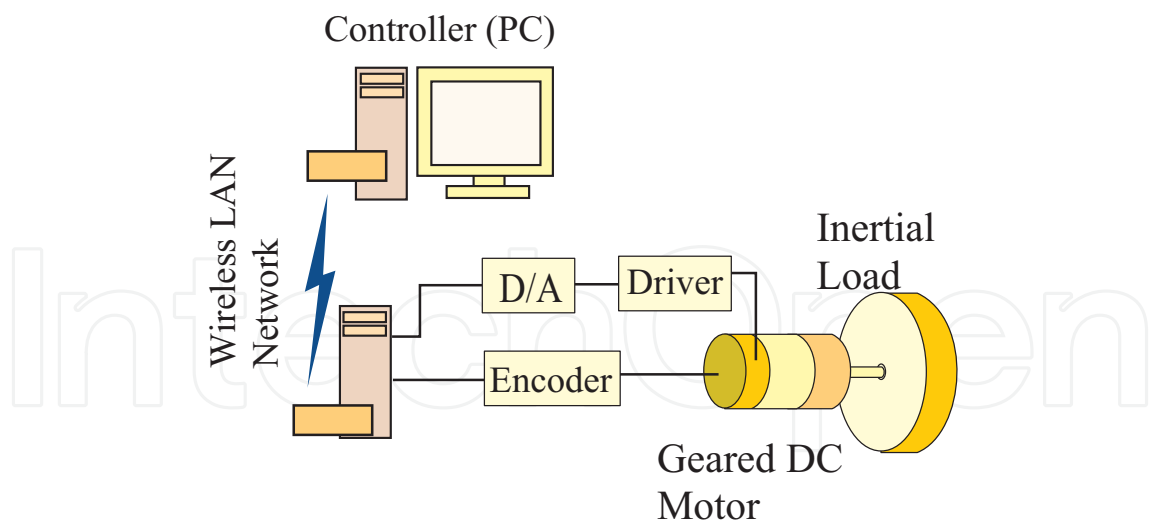 Controller (PC)
Wireless LAN
Network
Inertial
Load
D/A
Driver
Encoder
Geared DC
Motor
IntechOpen